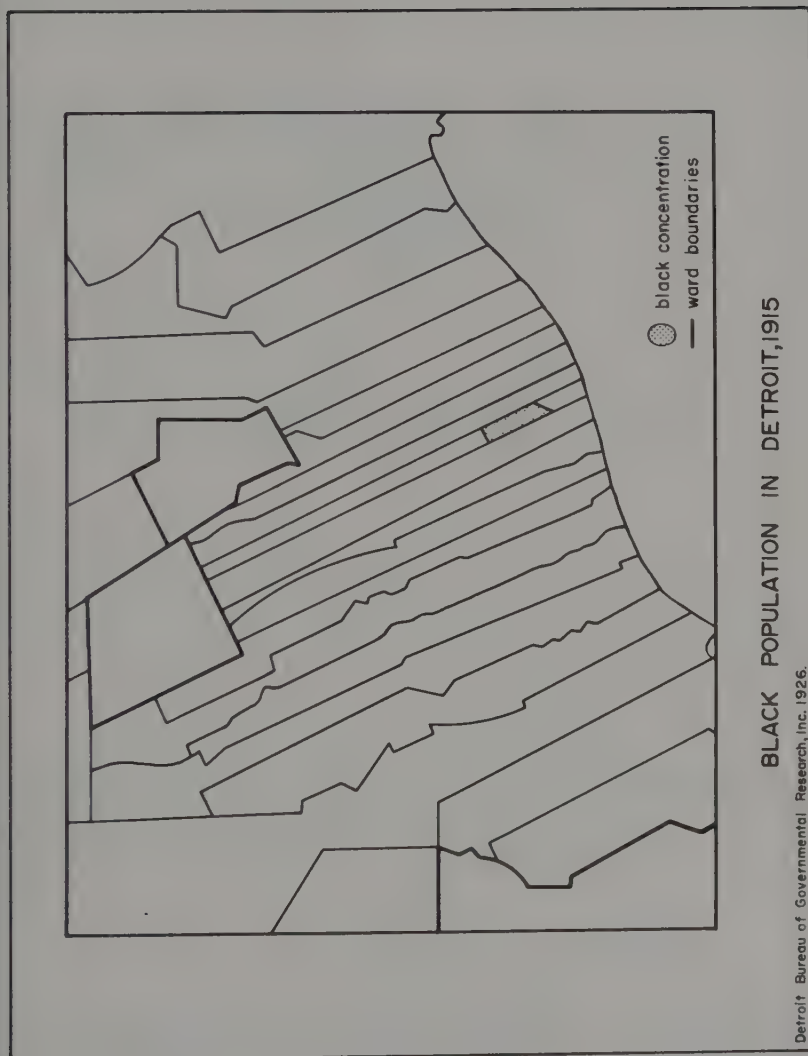 black concentration
ward boundaries
BLACK POPULATION IN DETROIT, 1915
Detroit Bureau of Governmental Research, Inc. 1926.